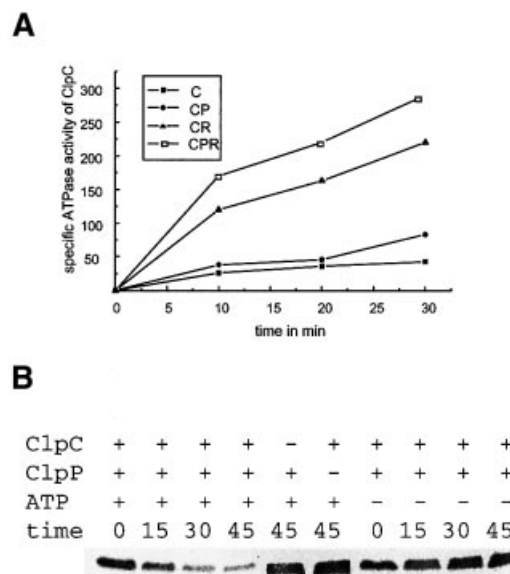 A
specific ATPase activity of ClpC
300
250
200
150
100
50
C
CP
CR
CPR
0 5 10 15 20 25 30
time in min
B
ClpC + + + + - + + + + +
ClpP + + + + + - + + + +
ATP + + + + + + - - - -
time 0 15 30 45 45 45 0 15 30 45